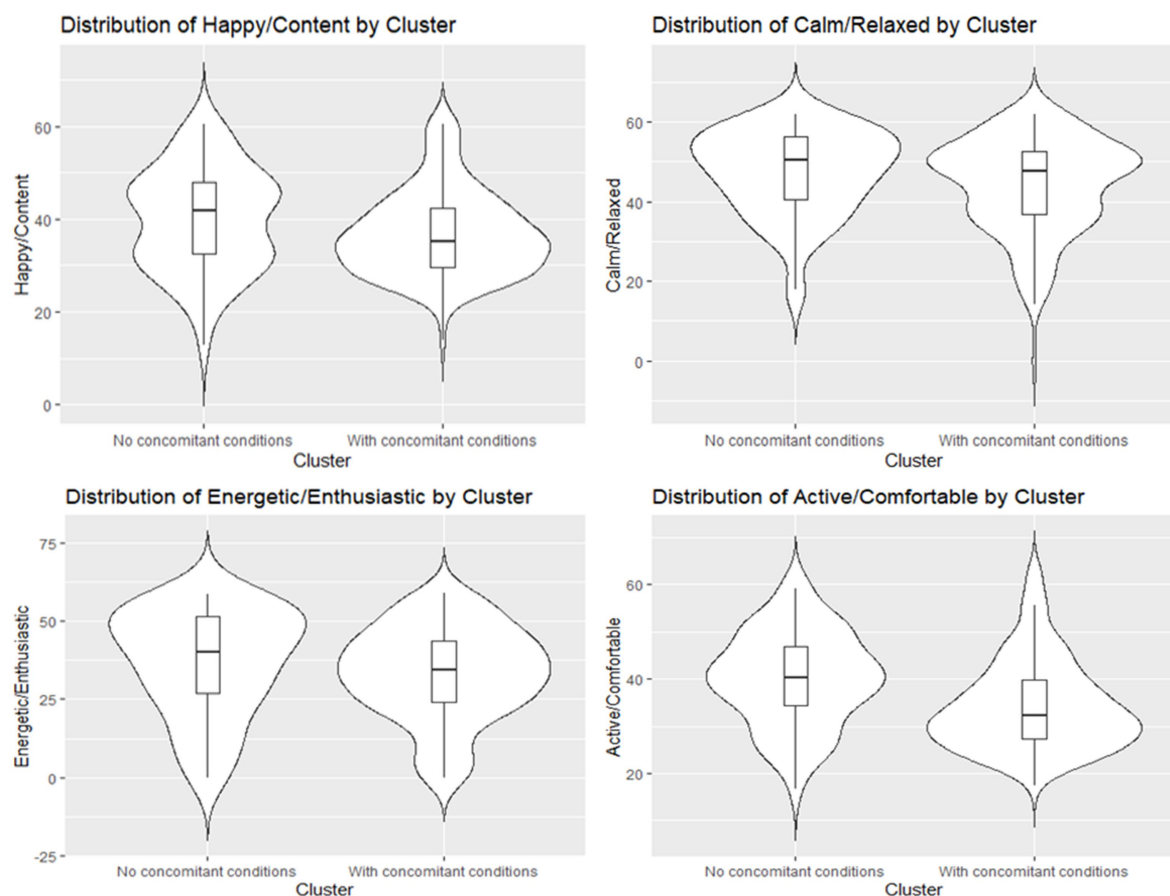 Distribution of Happy/Content by Cluster
Happy/Content
60
40
20
0
No concomitant conditions With concomitant conditions
Cluster
Distribution of Calm/Relaxed by Cluster
Calm/Relaxed
60
40
20
0
No concomitant conditions With concomitant conditions
Cluster
Distribution of Energetic/Enthusiastic by Cluster
Energetic/Enthusiastic
75
50
25
0
-25
No concomitant conditions With concomitant conditions
Cluster
Distribution of Active/Comfortable by Cluster
Active/Comfortable
60
40
20
No concomitant conditions With concomitant conditions
Cluster